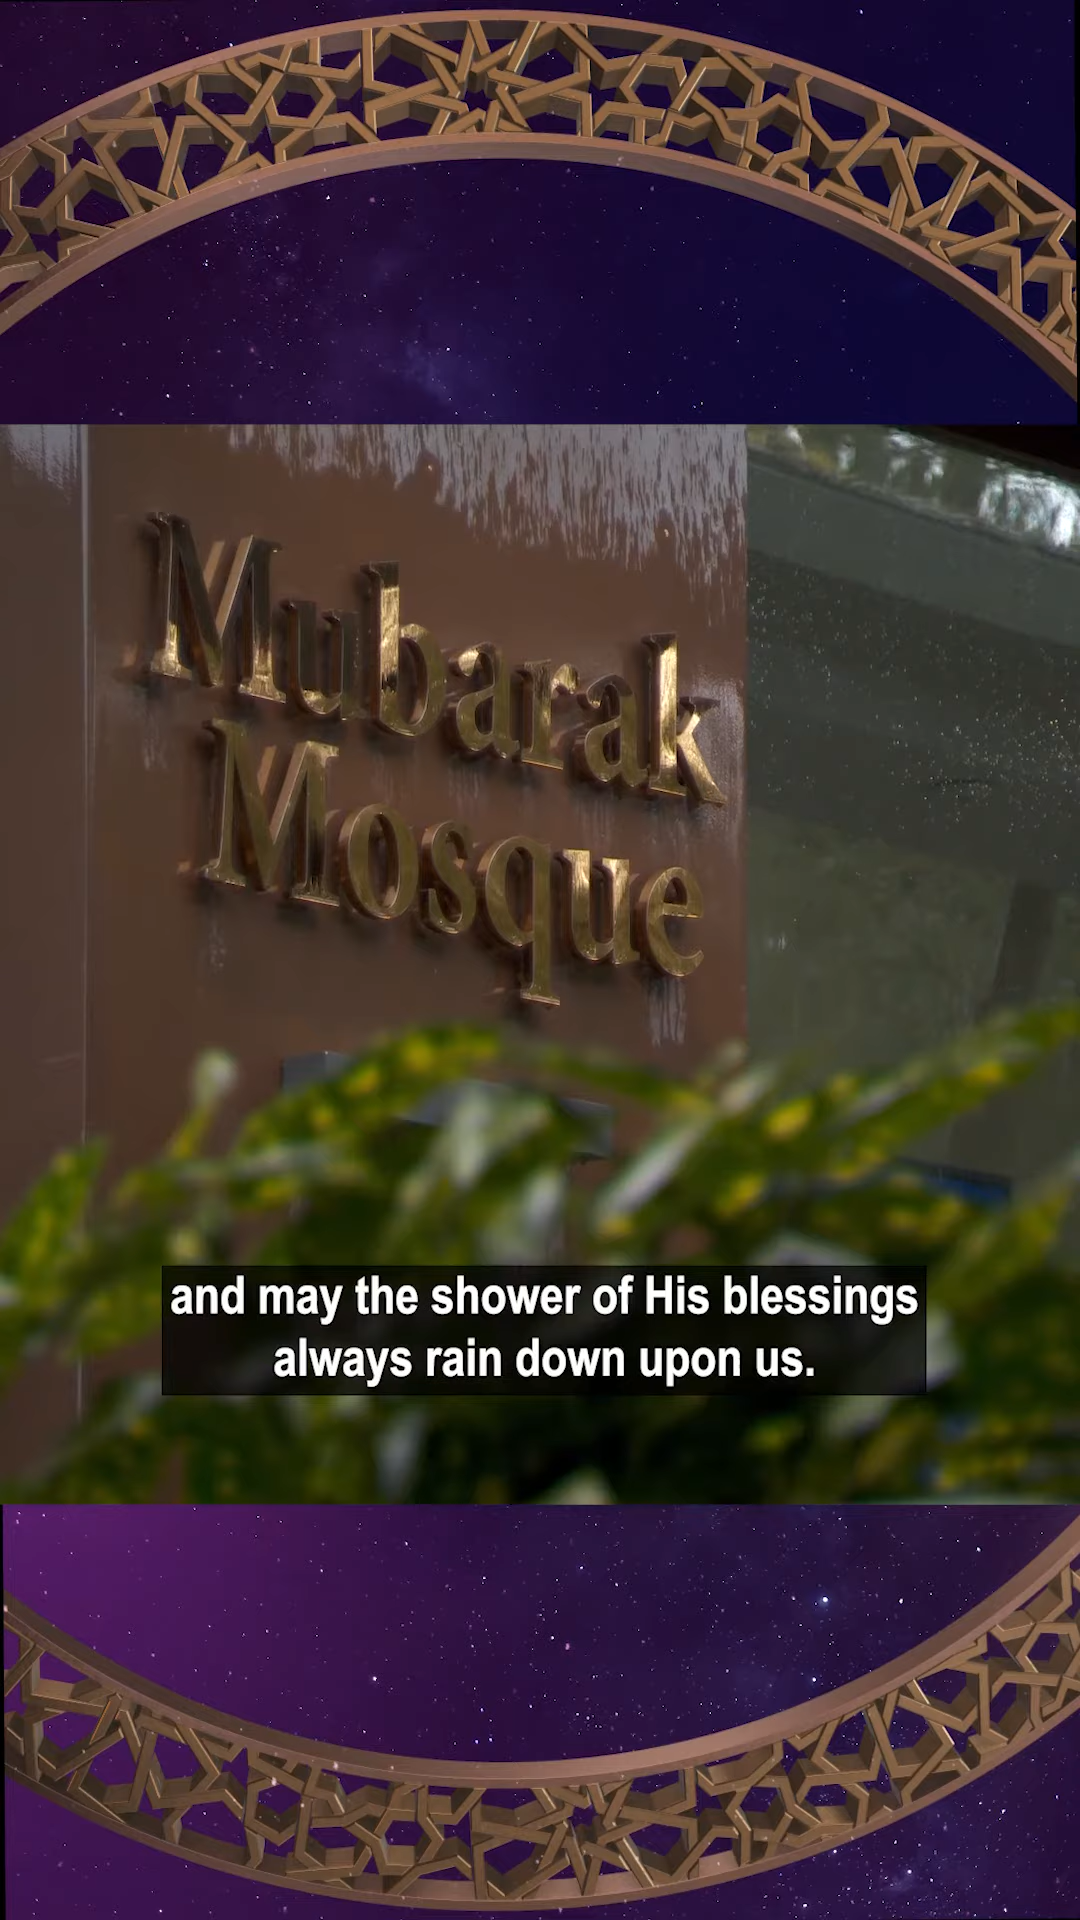 Mubarak
Mosque
and may the shower of His blessings
always rain down upon us.